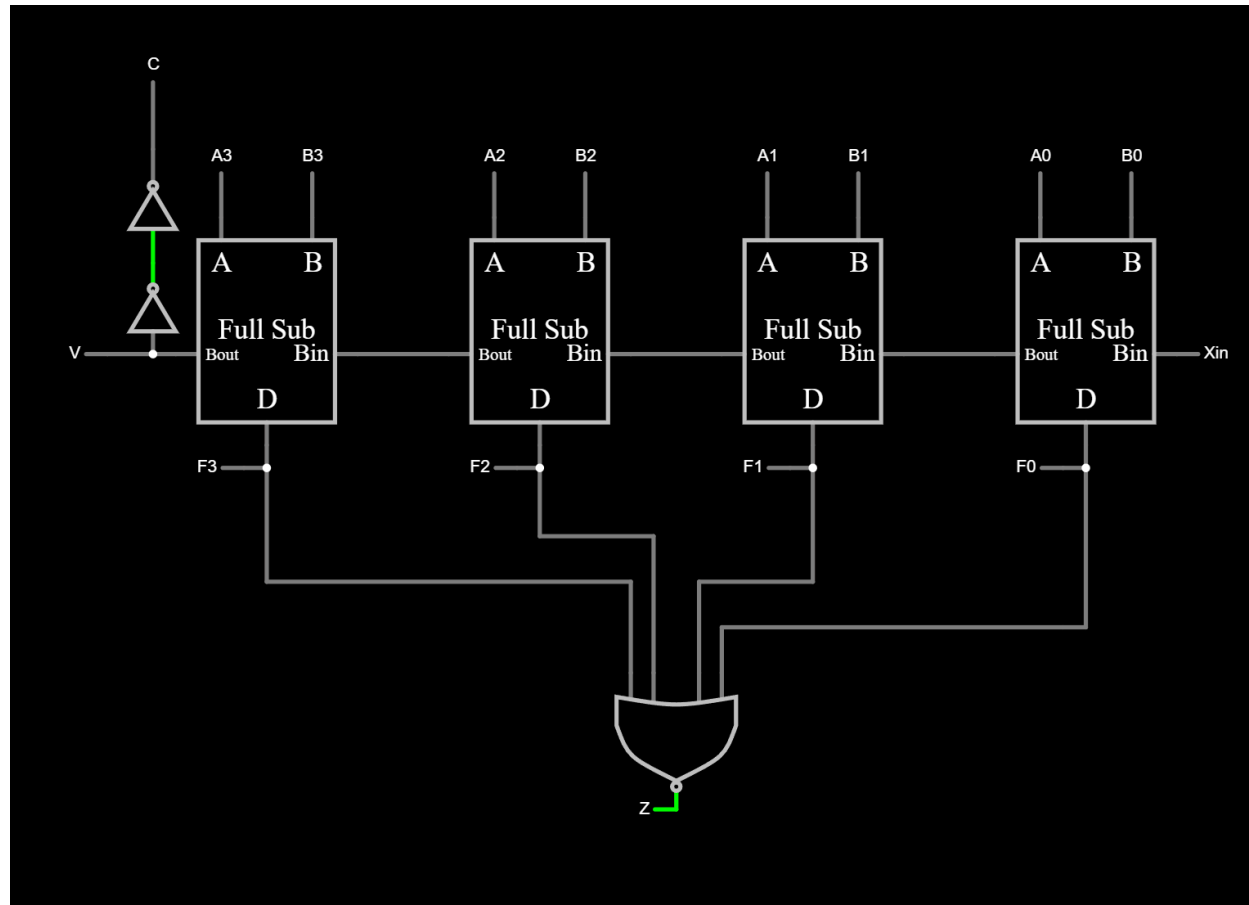 C
A3 B3 A2 B2 A1 B1 A0 B0
A B A B A B A B
Full Sub Full Sub Full Sub Full Sub
V Bout Bin Bout Bin Bout Bin Bout Bin Xin
D D D D
F3 F2 F1 F0
Z